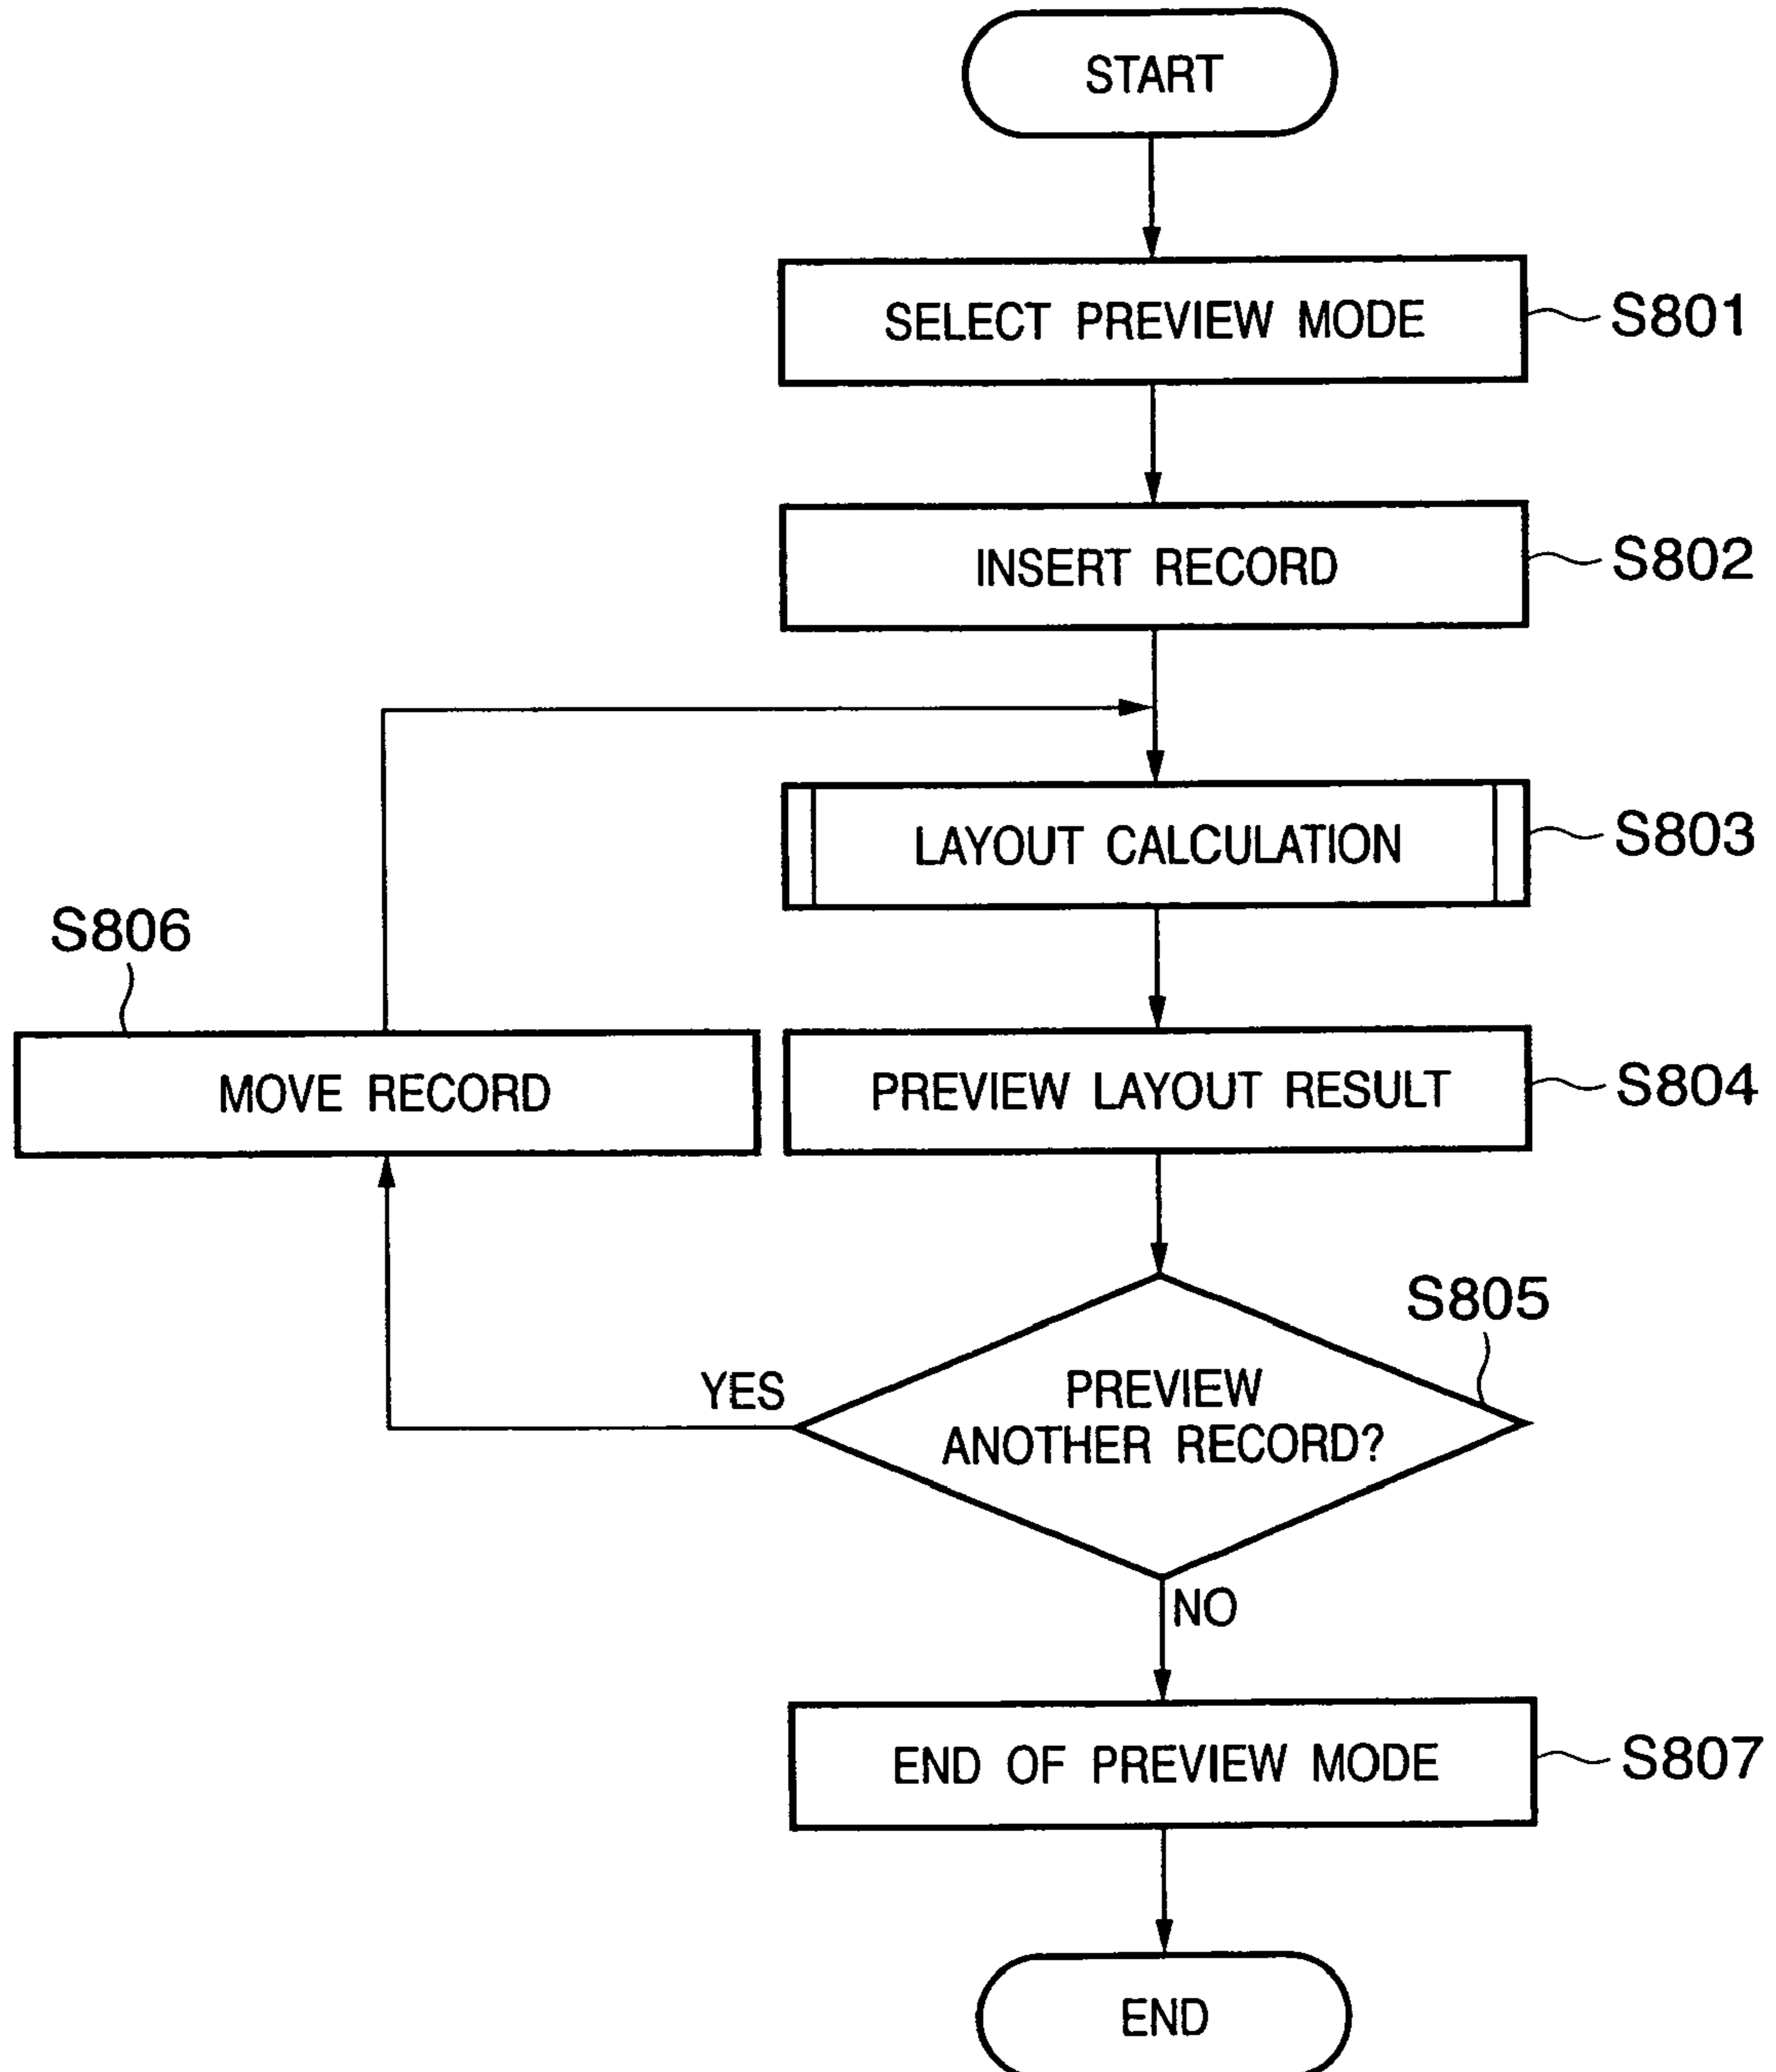 START
SELECT PREVIEW MODE
S801
INSERT RECORD
S802
LAYOUT CALCULATION
S803
S806
MOVE RECORD
PREVIEW LAYOUT RESULT
S804
S805
YES
PREVIEW
ANOTHER RECORD?
NO
END OF PREVIEW MODE
S807
END